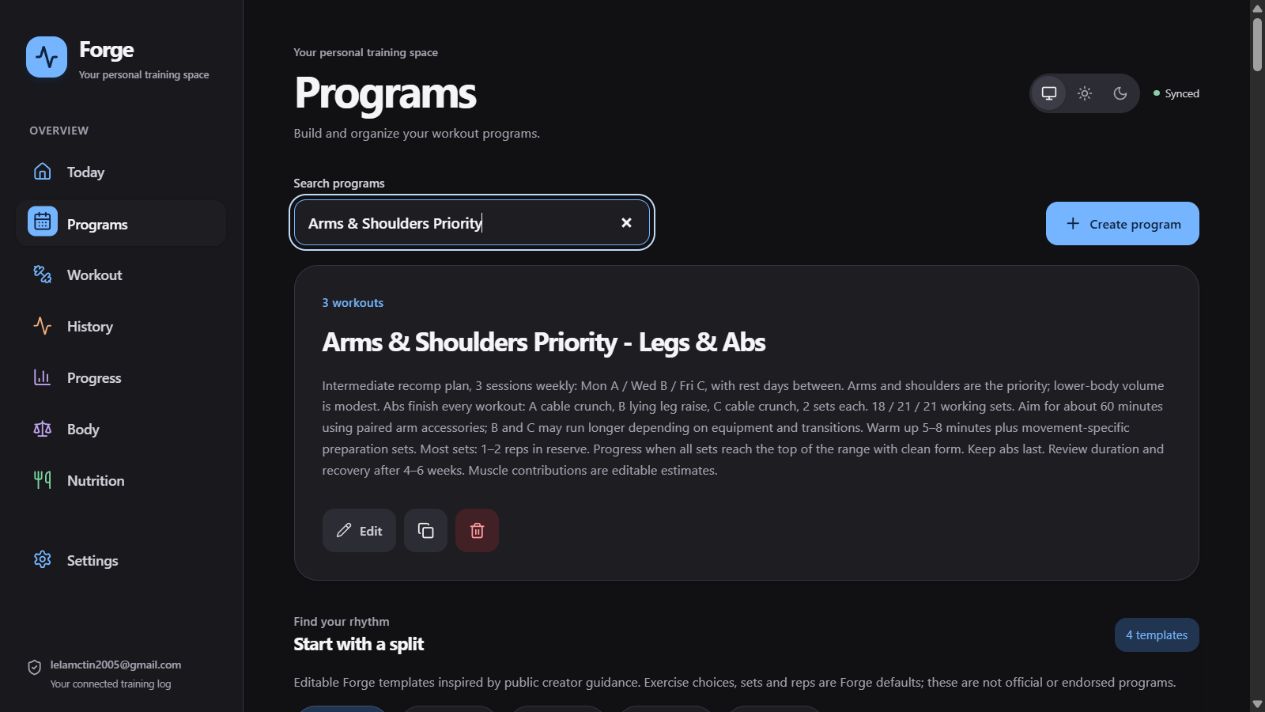 Forge
Your personal training space
OVERVIEW
Today
Programs
Workout
History
Progress
Body
Nutrition
Settings
lelamctin2005@gmail.com
Your connected training log
Your personal training space
Programs
Build and organize your workout programs.
Synced
Search programs
Arms & Shoulders Priority
Create program
3 workouts
Arms & Shoulders Priority - Legs & Abs
Intermediate recomp plan, 3 sessions weekly: Mon A / Wed B / Fri C, with rest days between. Arms and shoulders are the priority; lower-body volume
is modest. Abs finish every workout: A cable crunch, B lying leg raise, C cable crunch, 2 sets each. 18 / 21 / 21 working sets. Aim for about 60 minutes
using paired arm accessories; B and C may run longer depending on equipment and transitions. Warm up 5–8 minutes plus movement-specific
preparation sets. Most sets: 1–2 reps in reserve. Progress when all sets reach the top of the range with clean form. Keep abs last. Review duration and
recovery after 4–6 weeks. Muscle contributions are editable estimates.
Edit
Find your rhythm
Start with a split
4 templates
Editable Forge templates inspired by public creator guidance. Exercise choices, sets and reps are Forge defaults; these are not official or endorsed programs.